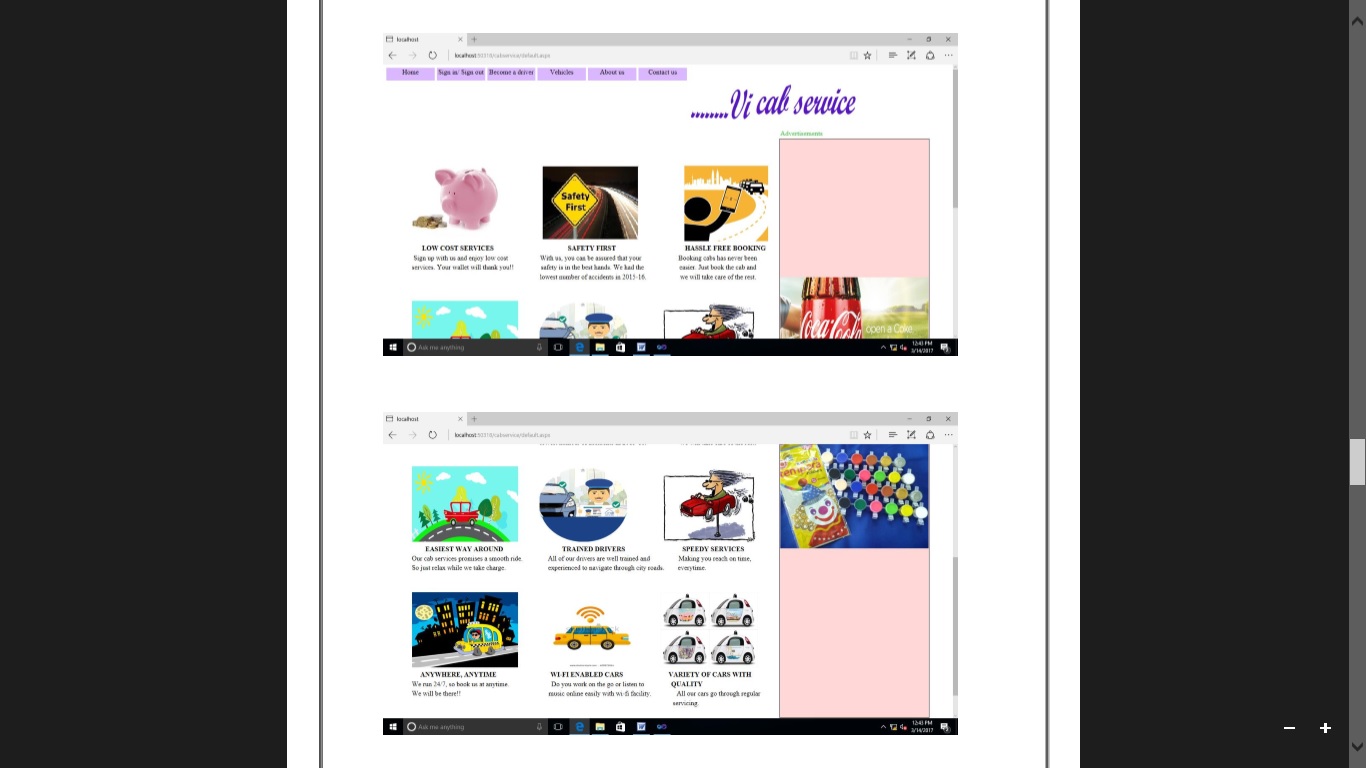 localhost
localhost:50318/cabservice/default.aspx
Home Sign in/ Sign out Become a driver Vehicles About us Contact us
........Vi cab service
Advertisements
Safety
First
LOW COST SERVICES
Sign up with us and enjoy low cost
services. Your wallet will thank you!!
SAFETY FIRST
With us, you can be assured that your
safety is in the best hands. We had the
lowest number of accidents in 2015-16.
HASSLE FREE BOOKING
Booking cabs has never been
easier. Just book the cab and
we will take care of the rest.
Coca-Cola
open a Coke
Ask me anything
12:43 PM
3/14/2017
localhost
localhost:50318/cabservice/default.aspx
EASIEST WAY AROUND
Our cab services promises a smooth ride.
So just relax while we take charge.
TRAINED DRIVERS
All of our drivers are well trained and
experienced to navigate through city roads.
SPEEDY SERVICES
Making you reach on time,
everytime.
ANYWHERE, ANYTIME
We run 24/7, so book us at anytime.
We will be there!!
WI-FI ENABLED CARS
Do you work on the go or listen to
music online easily with wi-fi facility.
VARIETY OF CARS WITH
QUALITY
All our cars go through regular
servicing.
Ask me anything
12:43 PM
3/14/2017